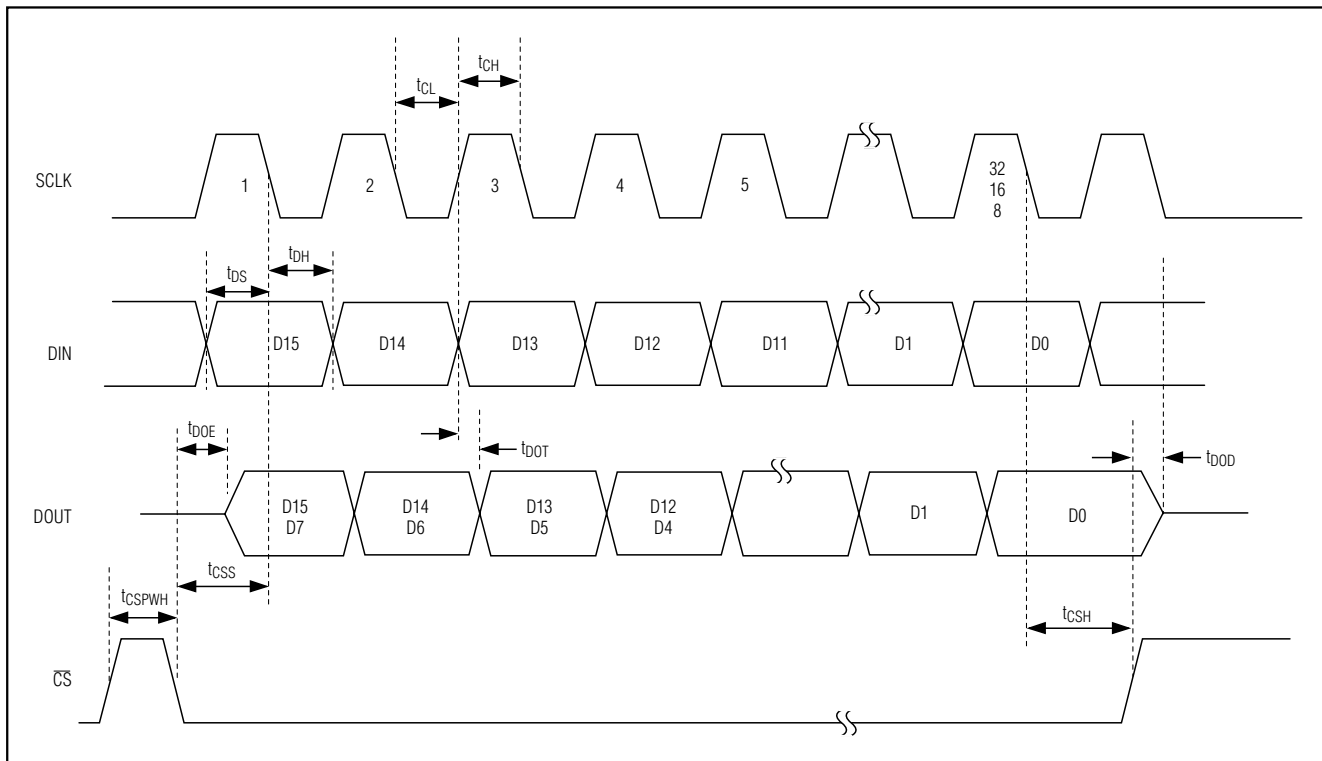 tCH
tCL
SCLK
1 2 3 4 5 32
16
8
tDH
tDS
DIN
D15 D14 D13 D12 D11 D1 D0
tDOE
tDOT
tDOD
DOUT
D15 D14 D13 D12 D1 D0
D7 D6 D5 D4
tCSS
tCSPWH
tCSH
CS